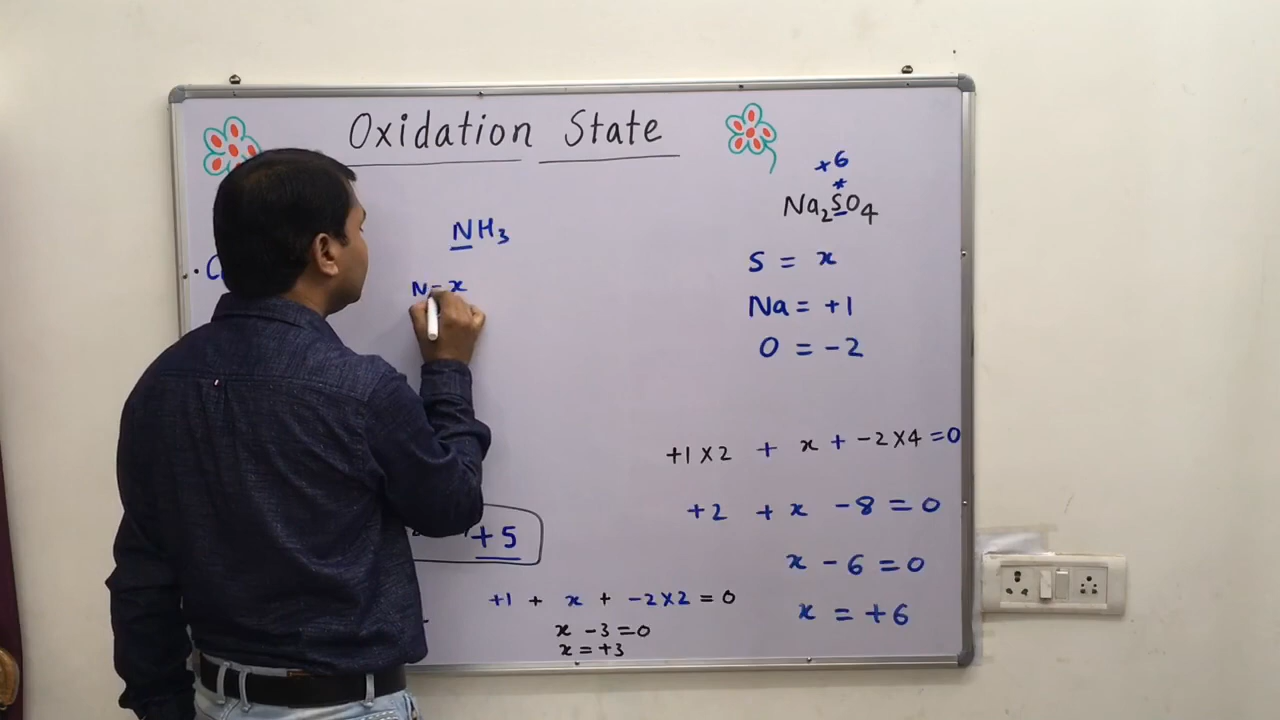 Oxidation State
NH₃
N = x
+5
+1 + x + -2×2 = 0
x - 3 = 0
x = +3
+6
*
Na₂SO₄
S = x
Na = +1
O = -2
+1×2 + x + -2×4 = 0
+2 + x - 8 = 0
x - 6 = 0
x = +6